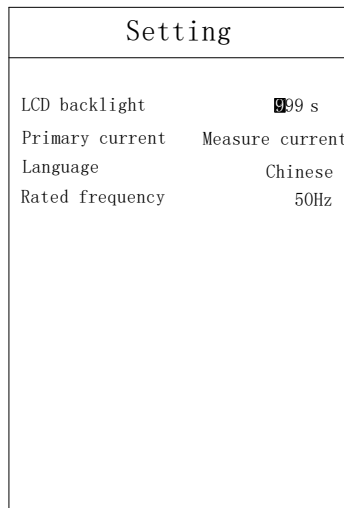 Setting
LCD backlight 999 s
Primary current Measure current
Language Chinese
Rated frequency 50Hz